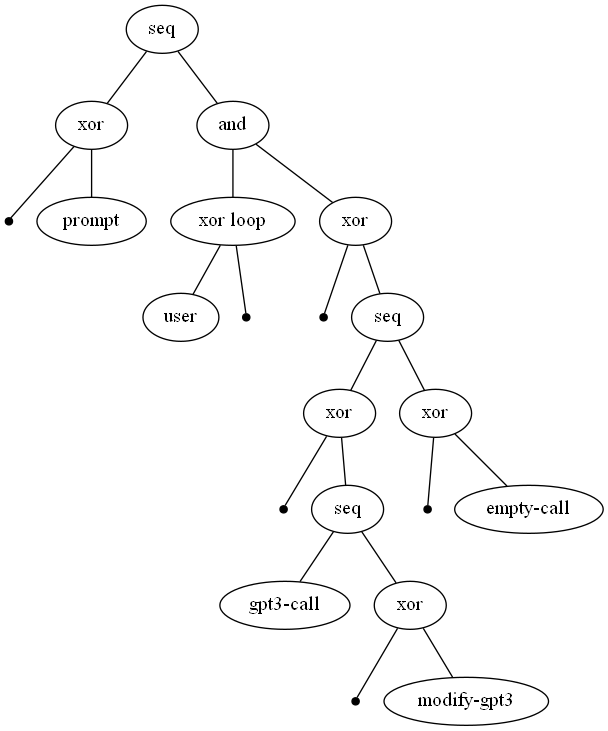 seq
xor
and
prompt
xor loop
xor
user
seq
xor
xor
seq
empty-call
gpt3-call
xor
modify-gpt3